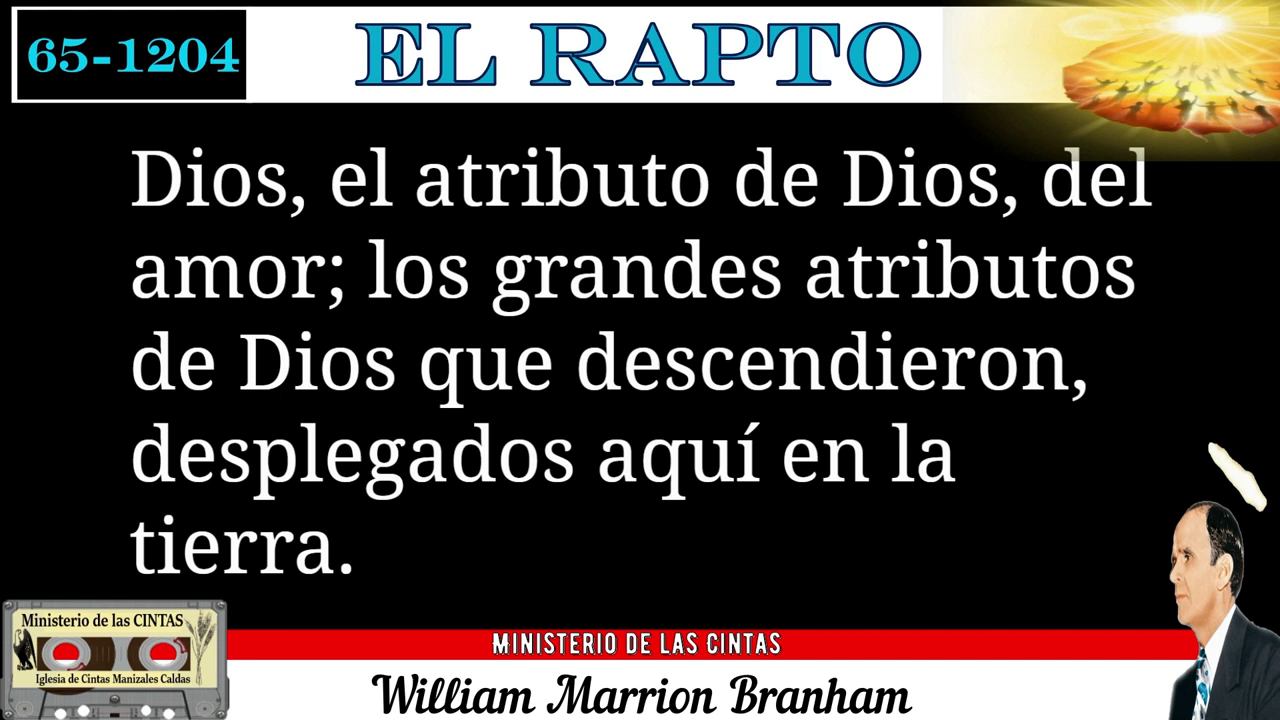 65-1204
EL RAPTO
Dios, el atributo de Dios, del
amor; los grandes atributos
de Dios que descendieron,
desplegados aquí en la
tierra.
Ministerio de las CINTAS
Iglesia de Cintas Manizales Caldas
MINISTERIO DE LAS CINTAS
William Marrion Branham